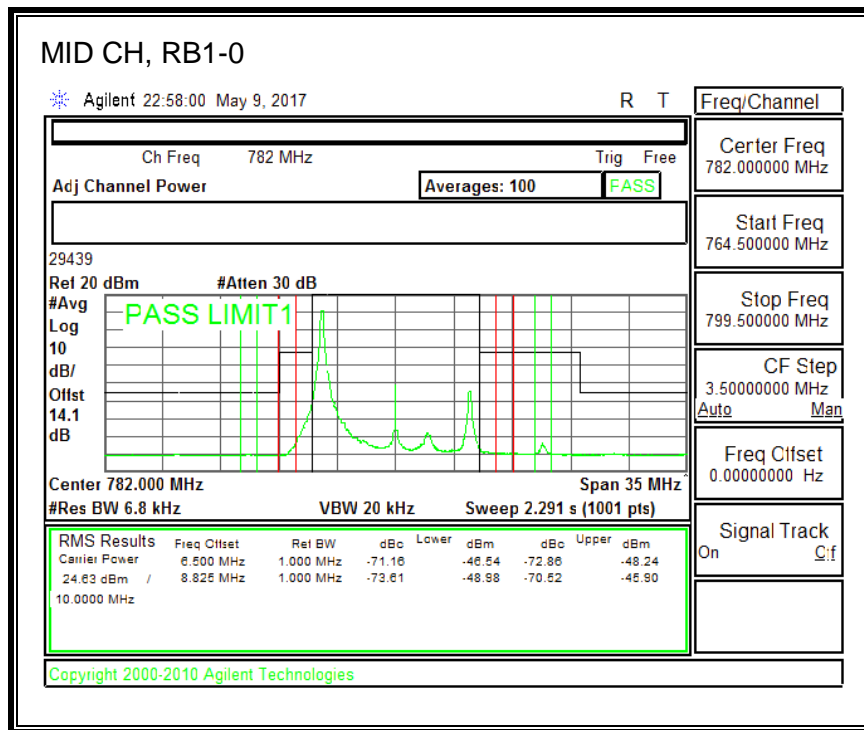 MID CH, RB1-0
Agilent 22:58:00 May 9, 2017 R T
Freq/Channel
Ch Freq 782 MHz Trig Free
Adj Channel Power Averages: 100 PASS
Center Freq
782.000000 MHz
Start Freq
764.500000 MHz
Stop Freq
799.500000 MHz
CF Step
3.50000000 MHz
Auto Man
Freq Offset
0.00000000 Hz
Signal Track
On Off
29439
Ref 20 dBm #Atten 30 dB
#Avg
Log
10
dB/
Offst
14.1
dB
PASS LIMIT1
Center 782.000 MHz Span 35 MHz
#Res BW 6.8 kHz VBW 20 kHz Sweep 2.291 s (1001 pts)
RMS Results Freq Offset Ref BW dBc Lower dBm dBc Upper dBm
Carrier Power 6.500 MHz 1.000 MHz -71.16 -46.54 -72.86 -48.24
24.63 dBm / 8.825 MHz 1.000 MHz -73.61 -48.98 -70.52 -45.90
10.0000 MHz
Copyright 2000-2010 Agilent Technologies